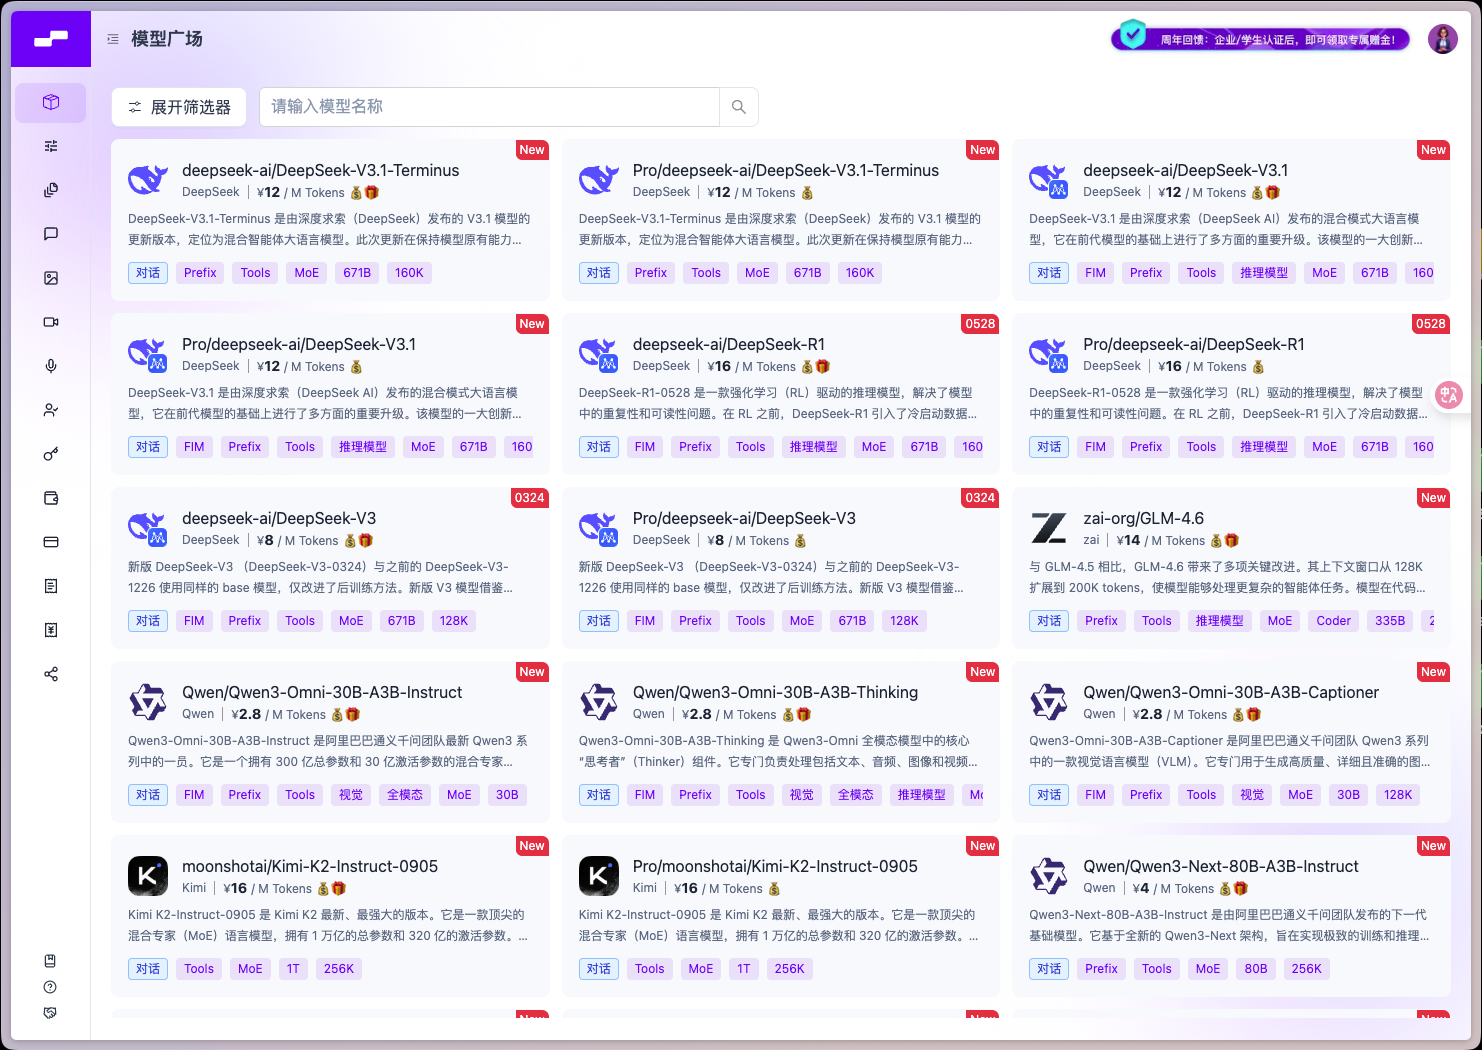 模型广场
周年回馈：企业/学生认证后，即可领取专属赠金！
展开筛选器
请输入模型名称
New
deepseek-ai/DeepSeek-V3.1-Terminus
DeepSeek ¥12 / M Tokens
DeepSeek-V3.1-Terminus 是由深度求索（DeepSeek）发布的 V3.1 模型的
更新版本，定位为混合智能体大语言模型。此次更新在保持模型原有能力...
对话 Prefix Tools MoE 671B 160K
New
Pro/deepseek-ai/DeepSeek-V3.1-Terminus
DeepSeek ¥12 / M Tokens
DeepSeek-V3.1-Terminus 是由深度求索（DeepSeek）发布的 V3.1 模型的
更新版本，定位为混合智能体大语言模型。此次更新在保持模型原有能力...
对话 Prefix Tools MoE 671B 160K
New
deepseek-ai/DeepSeek-V3.1
DeepSeek ¥12 / M Tokens
DeepSeek-V3.1 是由深度求索（DeepSeek AI）发布的混合模式大语言模
型，它在前代模型的基础上进行了多方面的重要升级。该模型的一大创新...
对话 FIM Prefix Tools 推理模型 MoE 671B 160
New
Pro/deepseek-ai/DeepSeek-V3.1
DeepSeek ¥12 / M Tokens
DeepSeek-V3.1 是由深度求索（DeepSeek AI）发布的混合模式大语言模
型，它在前代模型的基础上进行了多方面的重要升级。该模型的一大创新...
对话 FIM Prefix Tools 推理模型 MoE 671B 160
0528
deepseek-ai/DeepSeek-R1
DeepSeek ¥16 / M Tokens
DeepSeek-R1-0528 是一款强化学习（RL）驱动的推理模型，解决了模型
中的重复性和可读性问题。在 RL 之前，DeepSeek-R1 引入了冷启动数据...
对话 FIM Prefix Tools 推理模型 MoE 671B 160
0528
Pro/deepseek-ai/DeepSeek-R1
DeepSeek ¥16 / M Tokens
DeepSeek-R1-0528 是一款强化学习（RL）驱动的推理模型，解决了模型
中的重复性和可读性问题。在 RL 之前，DeepSeek-R1 引入了冷启动数据...
对话 FIM Prefix Tools 推理模型 MoE 671B 160
中A
0324
deepseek-ai/DeepSeek-V3
DeepSeek ¥8 / M Tokens
新版 DeepSeek-V3 （DeepSeek-V3-0324）与之前的 DeepSeek-V3-
1226 使用同样的 base 模型，仅改进了后训练方法。新版 V3 模型借鉴...
对话 FIM Prefix Tools MoE 671B 128K
0324
Pro/deepseek-ai/DeepSeek-V3
DeepSeek ¥8 / M Tokens
新版 DeepSeek-V3 （DeepSeek-V3-0324）与之前的 DeepSeek-V3-
1226 使用同样的 base 模型，仅改进了后训练方法。新版 V3 模型借鉴...
对话 FIM Prefix Tools MoE 671B 128K
New
zai-org/GLM-4.6
zai ¥14 / M Tokens
与 GLM-4.5 相比，GLM-4.6 带来了多项关键改进。其上下文窗口从 128K
扩展到 200K tokens，使模型能够处理更复杂的智能体任务。模型在代码...
对话 Prefix Tools 推理模型 MoE Coder 335B 2
New
Qwen/Qwen3-Omni-30B-A3B-Instruct
Qwen ¥2.8 / M Tokens
Qwen3-Omni-30B-A3B-Instruct 是阿里巴巴通义千问团队最新 Qwen3 系
列中的一员。它是一个拥有 300 亿总参数和 30 亿激活参数的混合专家...
对话 FIM Prefix Tools 视觉 全模态 MoE 30B
New
Qwen/Qwen3-Omni-30B-A3B-Thinking
Qwen ¥2.8 / M Tokens
Qwen3-Omni-30B-A3B-Thinking 是 Qwen3-Omni 全模态模型中的核心
“思考者”（Thinker）组件。它专门负责处理包括文本、音频、图像和视频...
对话 FIM Prefix Tools 视觉 全模态 推理模型 Mo
New
Qwen/Qwen3-Omni-30B-A3B-Captioner
Qwen ¥2.8 / M Tokens
Qwen3-Omni-30B-A3B-Captioner 是阿里巴巴通义千问团队 Qwen3 系列
中的一款视觉语言模型（VLM）。它专门用于生成高质量、详细且准确的图...
对话 FIM Prefix Tools 视觉 MoE 30B 128K
New
moonshotai/Kimi-K2-Instruct-0905
Kimi ¥16 / M Tokens
Kimi K2-Instruct-0905 是 Kimi K2 最新、最强大的版本。它是一款顶尖的
混合专家（MoE）语言模型，拥有 1 万亿的总参数和 320 亿的激活参数。...
对话 Tools MoE 1T 256K
New
Pro/moonshotai/Kimi-K2-Instruct-0905
Kimi ¥16 / M Tokens
Kimi K2-Instruct-0905 是 Kimi K2 最新、最强大的版本。它是一款顶尖的
混合专家（MoE）语言模型，拥有 1 万亿的总参数和 320 亿的激活参数。...
对话 Tools MoE 1T 256K
New
Qwen/Qwen3-Next-80B-A3B-Instruct
Qwen ¥4 / M Tokens
Qwen3-Next-80B-A3B-Instruct 是由阿里巴巴通义千问团队发布的下一代
基础模型。它基于全新的 Qwen3-Next 架构，旨在实现极致的训练和推理...
对话 Prefix Tools MoE 80B 256K
New
New
New